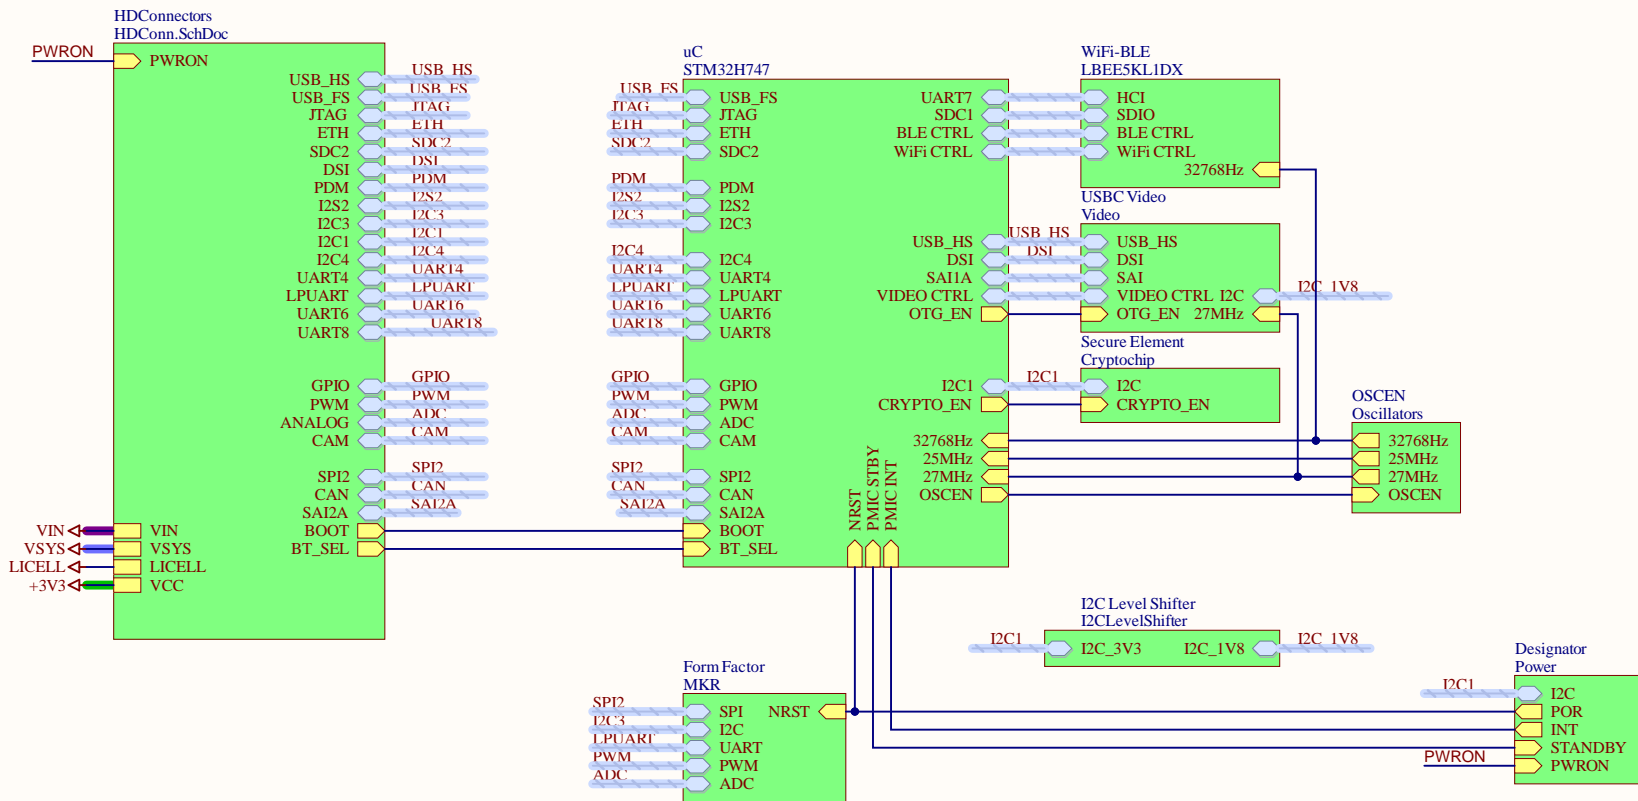 HDConnectors
HDConn.SchDoc
PWRON
PWRON
USB_HS
USB_HS
USB_FS
USB_FS
JTAG
JTAG
ETH
ETH
SDC2
SDC2
DSI
DSI
PDM
PDM
I2S2
I2S2
I2C3
I2C3
I2C1
I2C1
I2C4
I2C4
UART4
UART4
LPUART
LPUART
UART6
UART6
UART8
UART8
GPIO
GPIO
PWM
PWM
ANALOG
ADC
CAM
CAM
SPI2
SPI2
CAN
CAN
SAI2A
SAI2A
BOOT
BT_SEL
VIN
VIN
VSYS
VSYS
LICELL
LICELL
+3V3
VCC
uC
STM32H747
USB_FS
USB_FS
JTAG
JTAG
ETH
ETH
SDC2
SDC2
PDM
PDM
I2S2
I2S2
I2C3
I2C3
I2C4
I2C4
UART4
UART4
LPUART
LPUART
UART6
UART6
UART8
UART8
GPIO
GPIO
PWM
PWM
ADC
ADC
CAM
CAM
SPI2
SPI2
CAN
CAN
SAI2A
SAI2A
BOOT
BT_SEL
UART7
SDC1
BLE CTRL
WiFi CTRL
USB_HS
USB_HS
DSI
DSI
SAI1A
VIDEO CTRL
OTG_EN
I2C1
I2C1
CRYPTO_EN
32768Hz
25MHz
27MHz
OSCEN
NRST
PMIC STBY
PMIC INT
WiFi-BLE
LBEE5KL1DX
HCI
SDIO
BLE CTRL
WiFi CTRL
32768Hz
USBC Video
Video
USB_HS
DSI
SAI
VIDEO CTRL
I2C
I2C_1V8
OTG_EN
27MHz
Secure Element
Cryptochip
I2C
CRYPTO_EN
OSCEN
Oscillators
32768Hz
25MHz
27MHz
OSCEN
I2C Level Shifter
I2CLevelShifter
I2C1
I2C_3V3
I2C_1V8
I2C_1V8
Form Factor
MKR
SPI2
SPI
NRST
I2C3
I2C
LPUART
UART
PWM
PWM
ADC
ADC
Designator
Power
I2C1
I2C
POR
INT
STANDBY
PWRON
PWRON